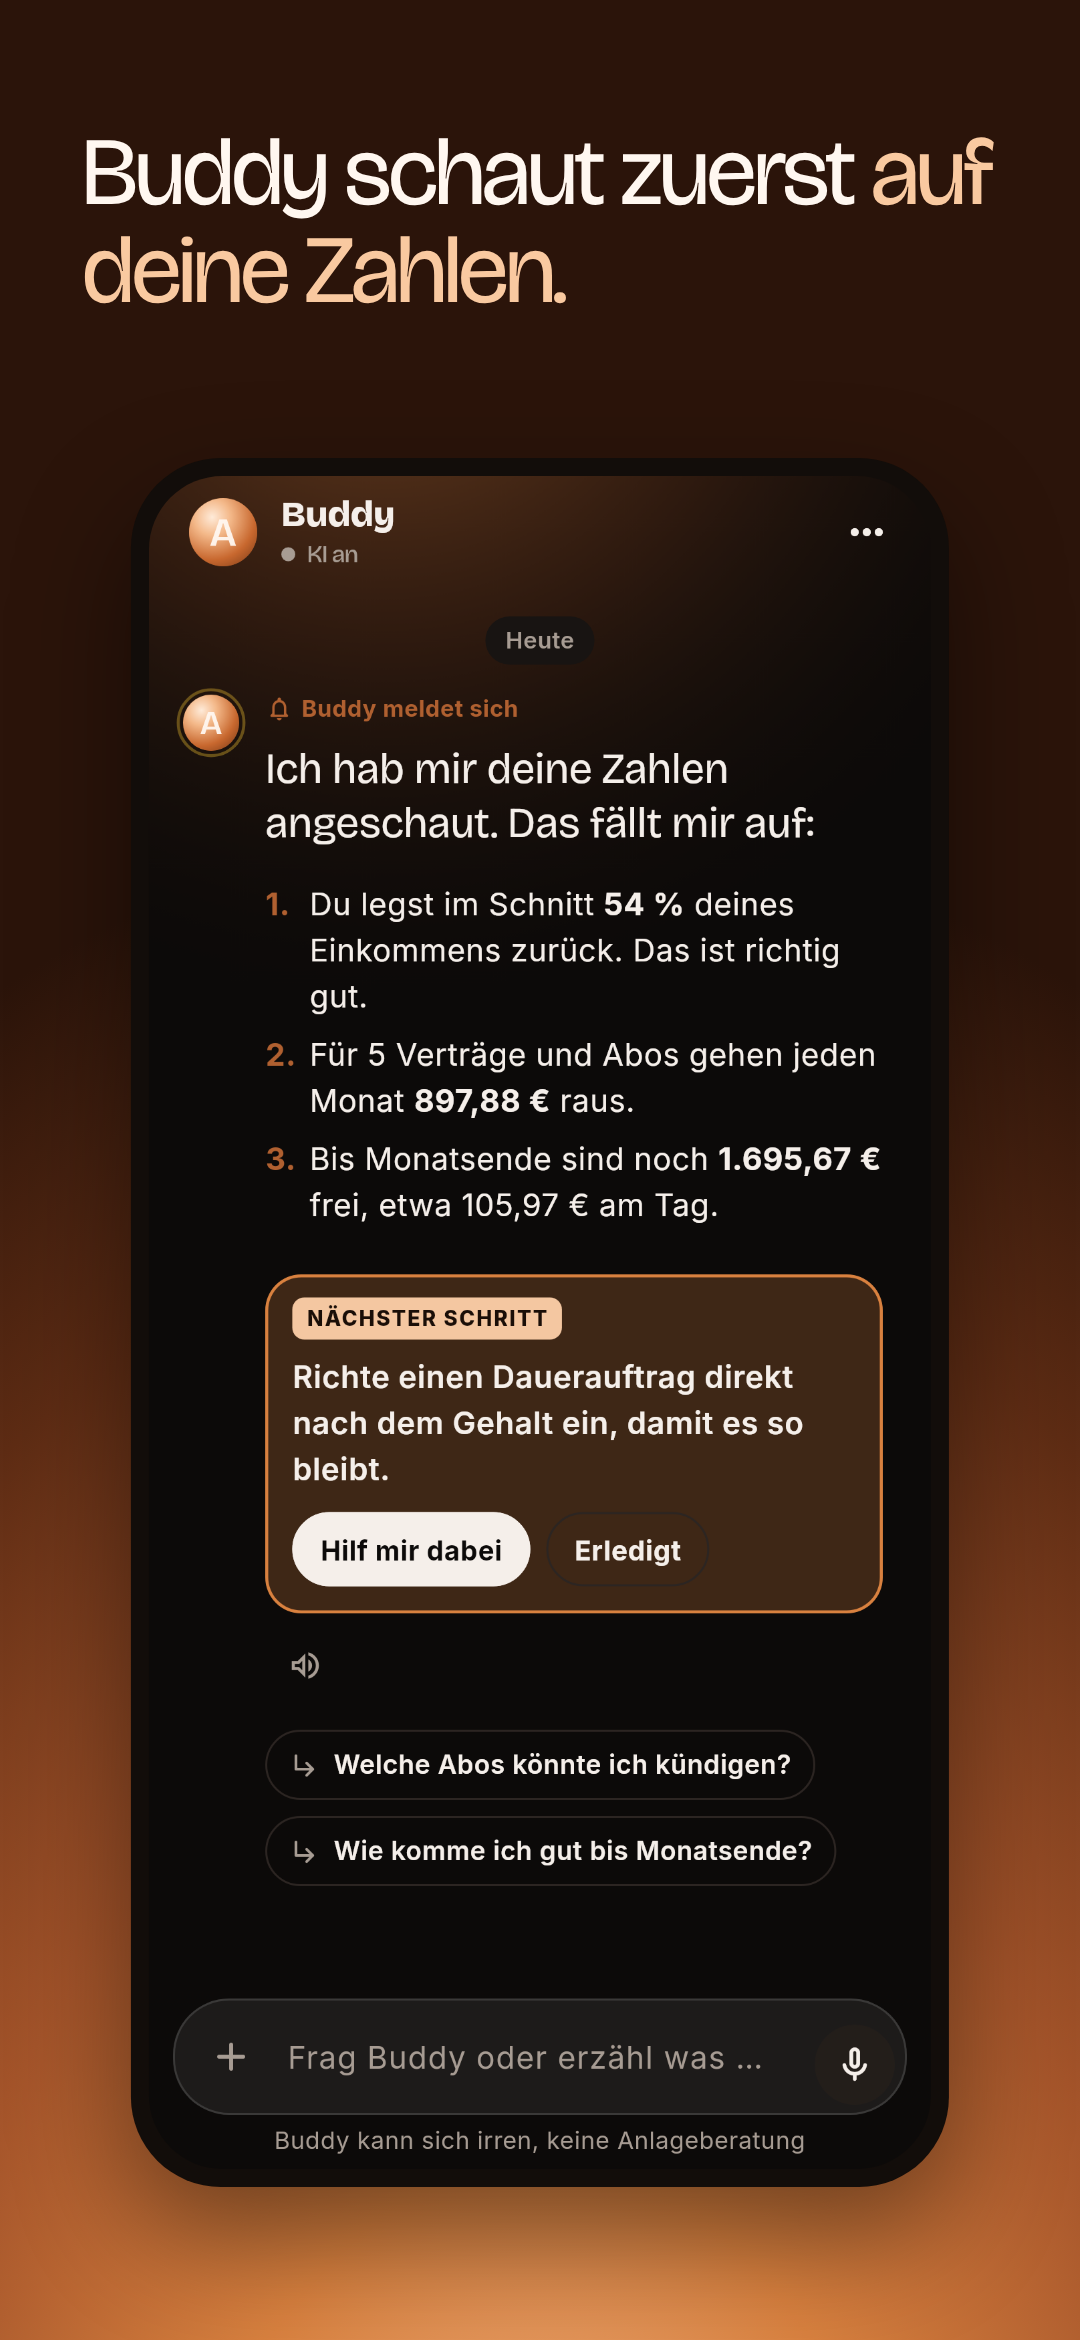 Buddy schaut zuerst auf
deine Zahlen.
A
Buddy
KI an
Heute
A
Buddy meldet sich
Ich hab mir deine Zahlen
angeschaut. Das fällt mir auf:
1. Du legst im Schnitt 54 % deines
Einkommens zurück. Das ist richtig
gut.
2. Für 5 Verträge und Abos gehen jeden
Monat 897,88 € raus.
3. Bis Monatsende sind noch 1.695,67 €
frei, etwa 105,97 € am Tag.
NÄCHSTER SCHRITT
Richte einen Dauerauftrag direkt
nach dem Gehalt ein, damit es so
bleibt.
Hilf mir dabei
Erledigt
Welche Abos könnte ich kündigen?
Wie komme ich gut bis Monatsende?
Frag Buddy oder erzähl was ...
Buddy kann sich irren, keine Anlageberatung